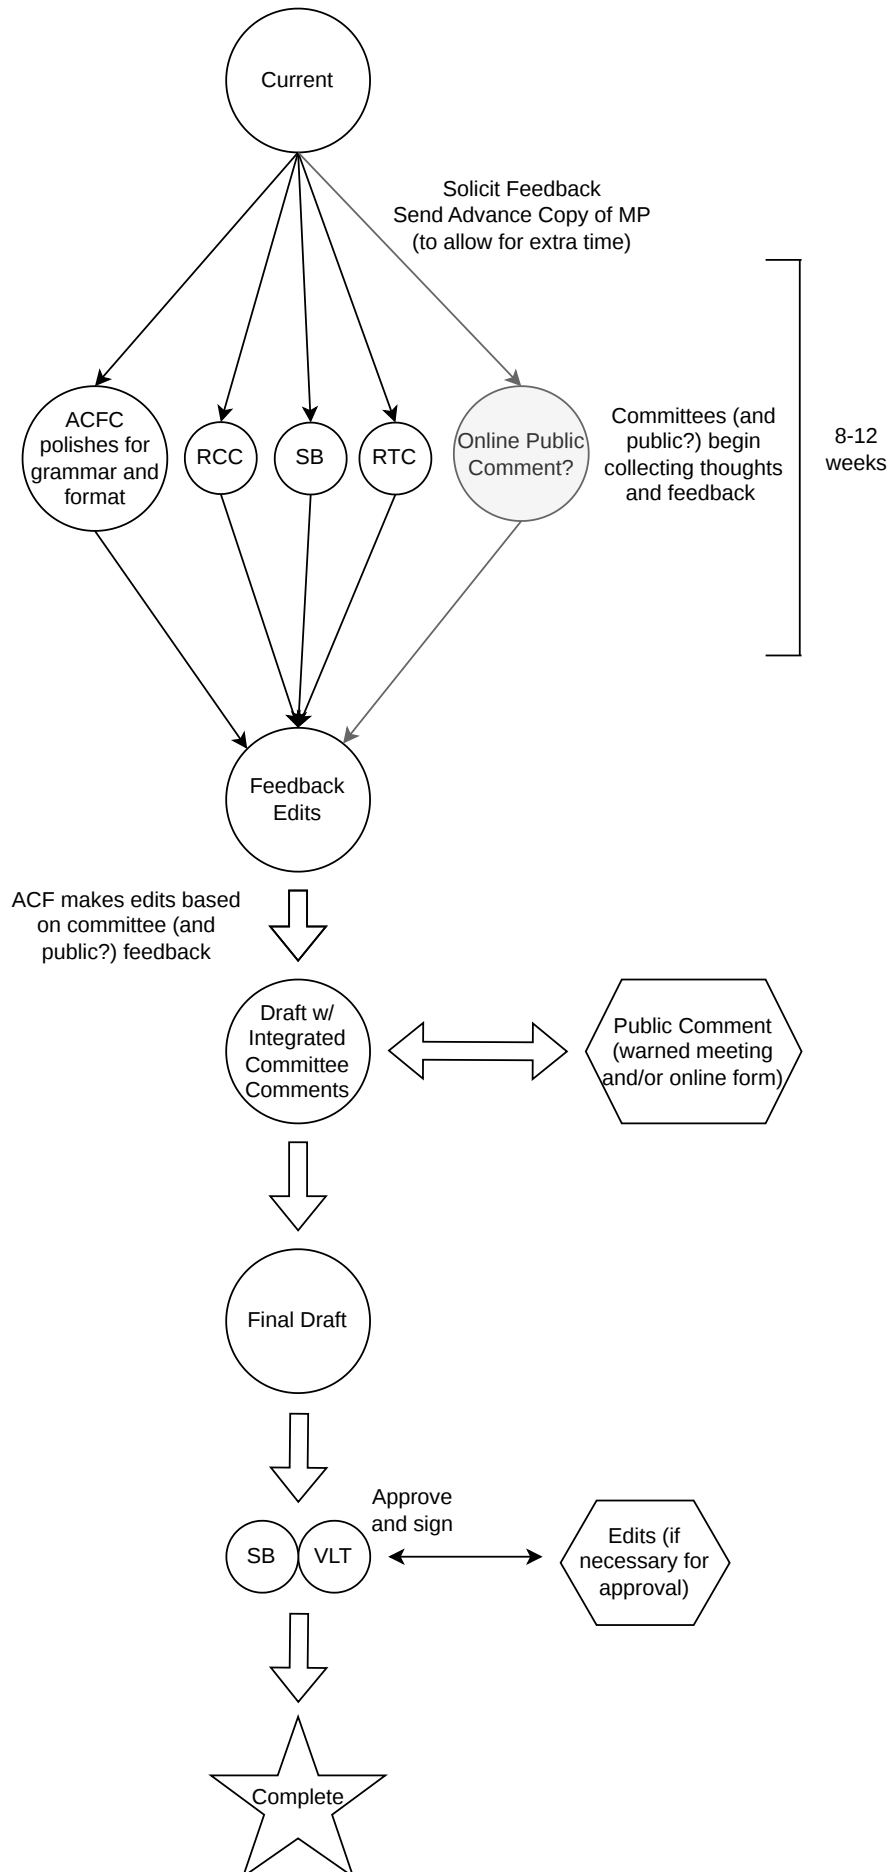 Current
Solicit Feedback
Send Advance Copy of MP
(to allow for extra time)
ACFC
polishes for
grammar and
format
RCC
SB
RTC
Online Public
Comment?
Committees (and
public?) begin
collecting thoughts
and feedback
8-12
weeks
Feedback
Edits
ACF makes edits based
on committee (and
public?) feedback
Draft w/
Integrated
Committee
Comments
Public Comment
(warned meeting
and/or online form)
Final Draft
Approve
and sign
SB
VLT
Edits (if
necessary for
approval)
Complete